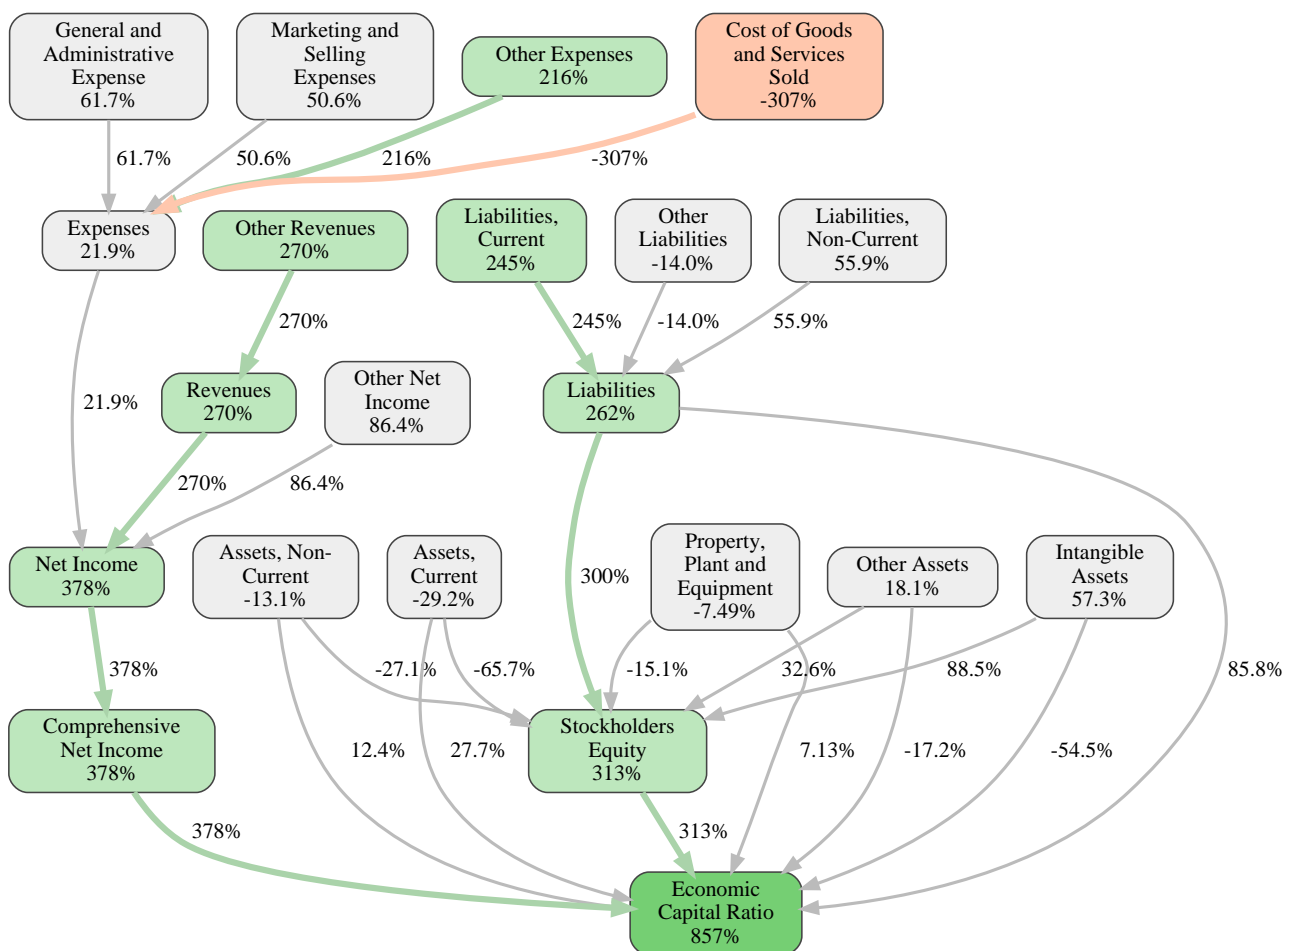 General and
Administrative
Expense
61.7%
Marketing and
Selling
Expenses
50.6%
Other Expenses
216%
Cost of Goods
and Services
Sold
-307%
61.7%
50.6%
216%
-307%
Expenses
21.9%
Other Revenues
270%
Liabilities,
Current
245%
Other
Liabilities
-14.0%
Liabilities,
Non-Current
55.9%
270%
245%
-14.0%
55.9%
21.9%
Revenues
270%
Other Net
Income
86.4%
Liabilities
262%
270%
86.4%
Net Income
378%
Assets, Non-
Current
-13.1%
Assets,
Current
-29.2%
300%
Property,
Plant and
Equipment
-7.49%
Other Assets
18.1%
Intangible
Assets
57.3%
378%
-27.1%
-65.7%
-15.1%
32.6%
88.5%
85.8%
Comprehensive
Net Income
378%
12.4%
27.7%
Stockholders
Equity
313%
7.13%
-17.2%
-54.5%
378%
313%
Economic
Capital Ratio
857%